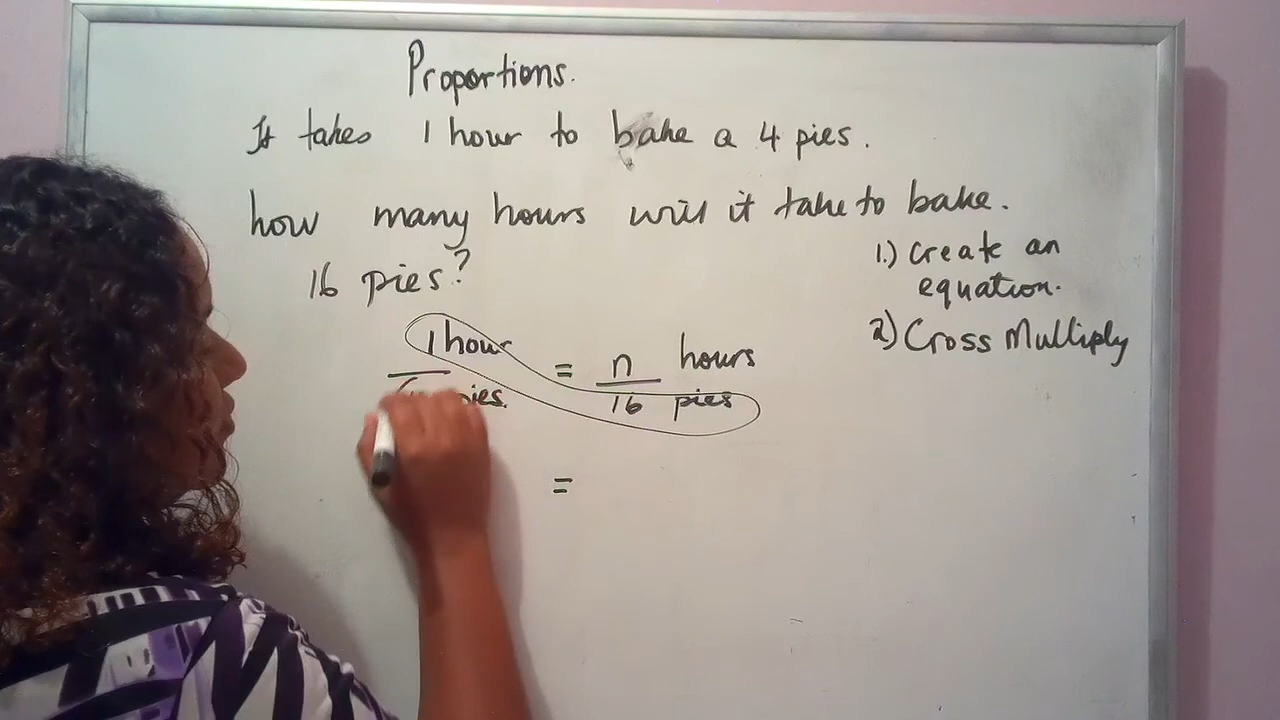 Proportions.
It takes 1 hour to bake a 4 pies.
how many hours will it take to bake.
16 pies?
1.) Create an
equation.
2) Cross Multiply
1 hour = n hours
pies. 16 pies
=